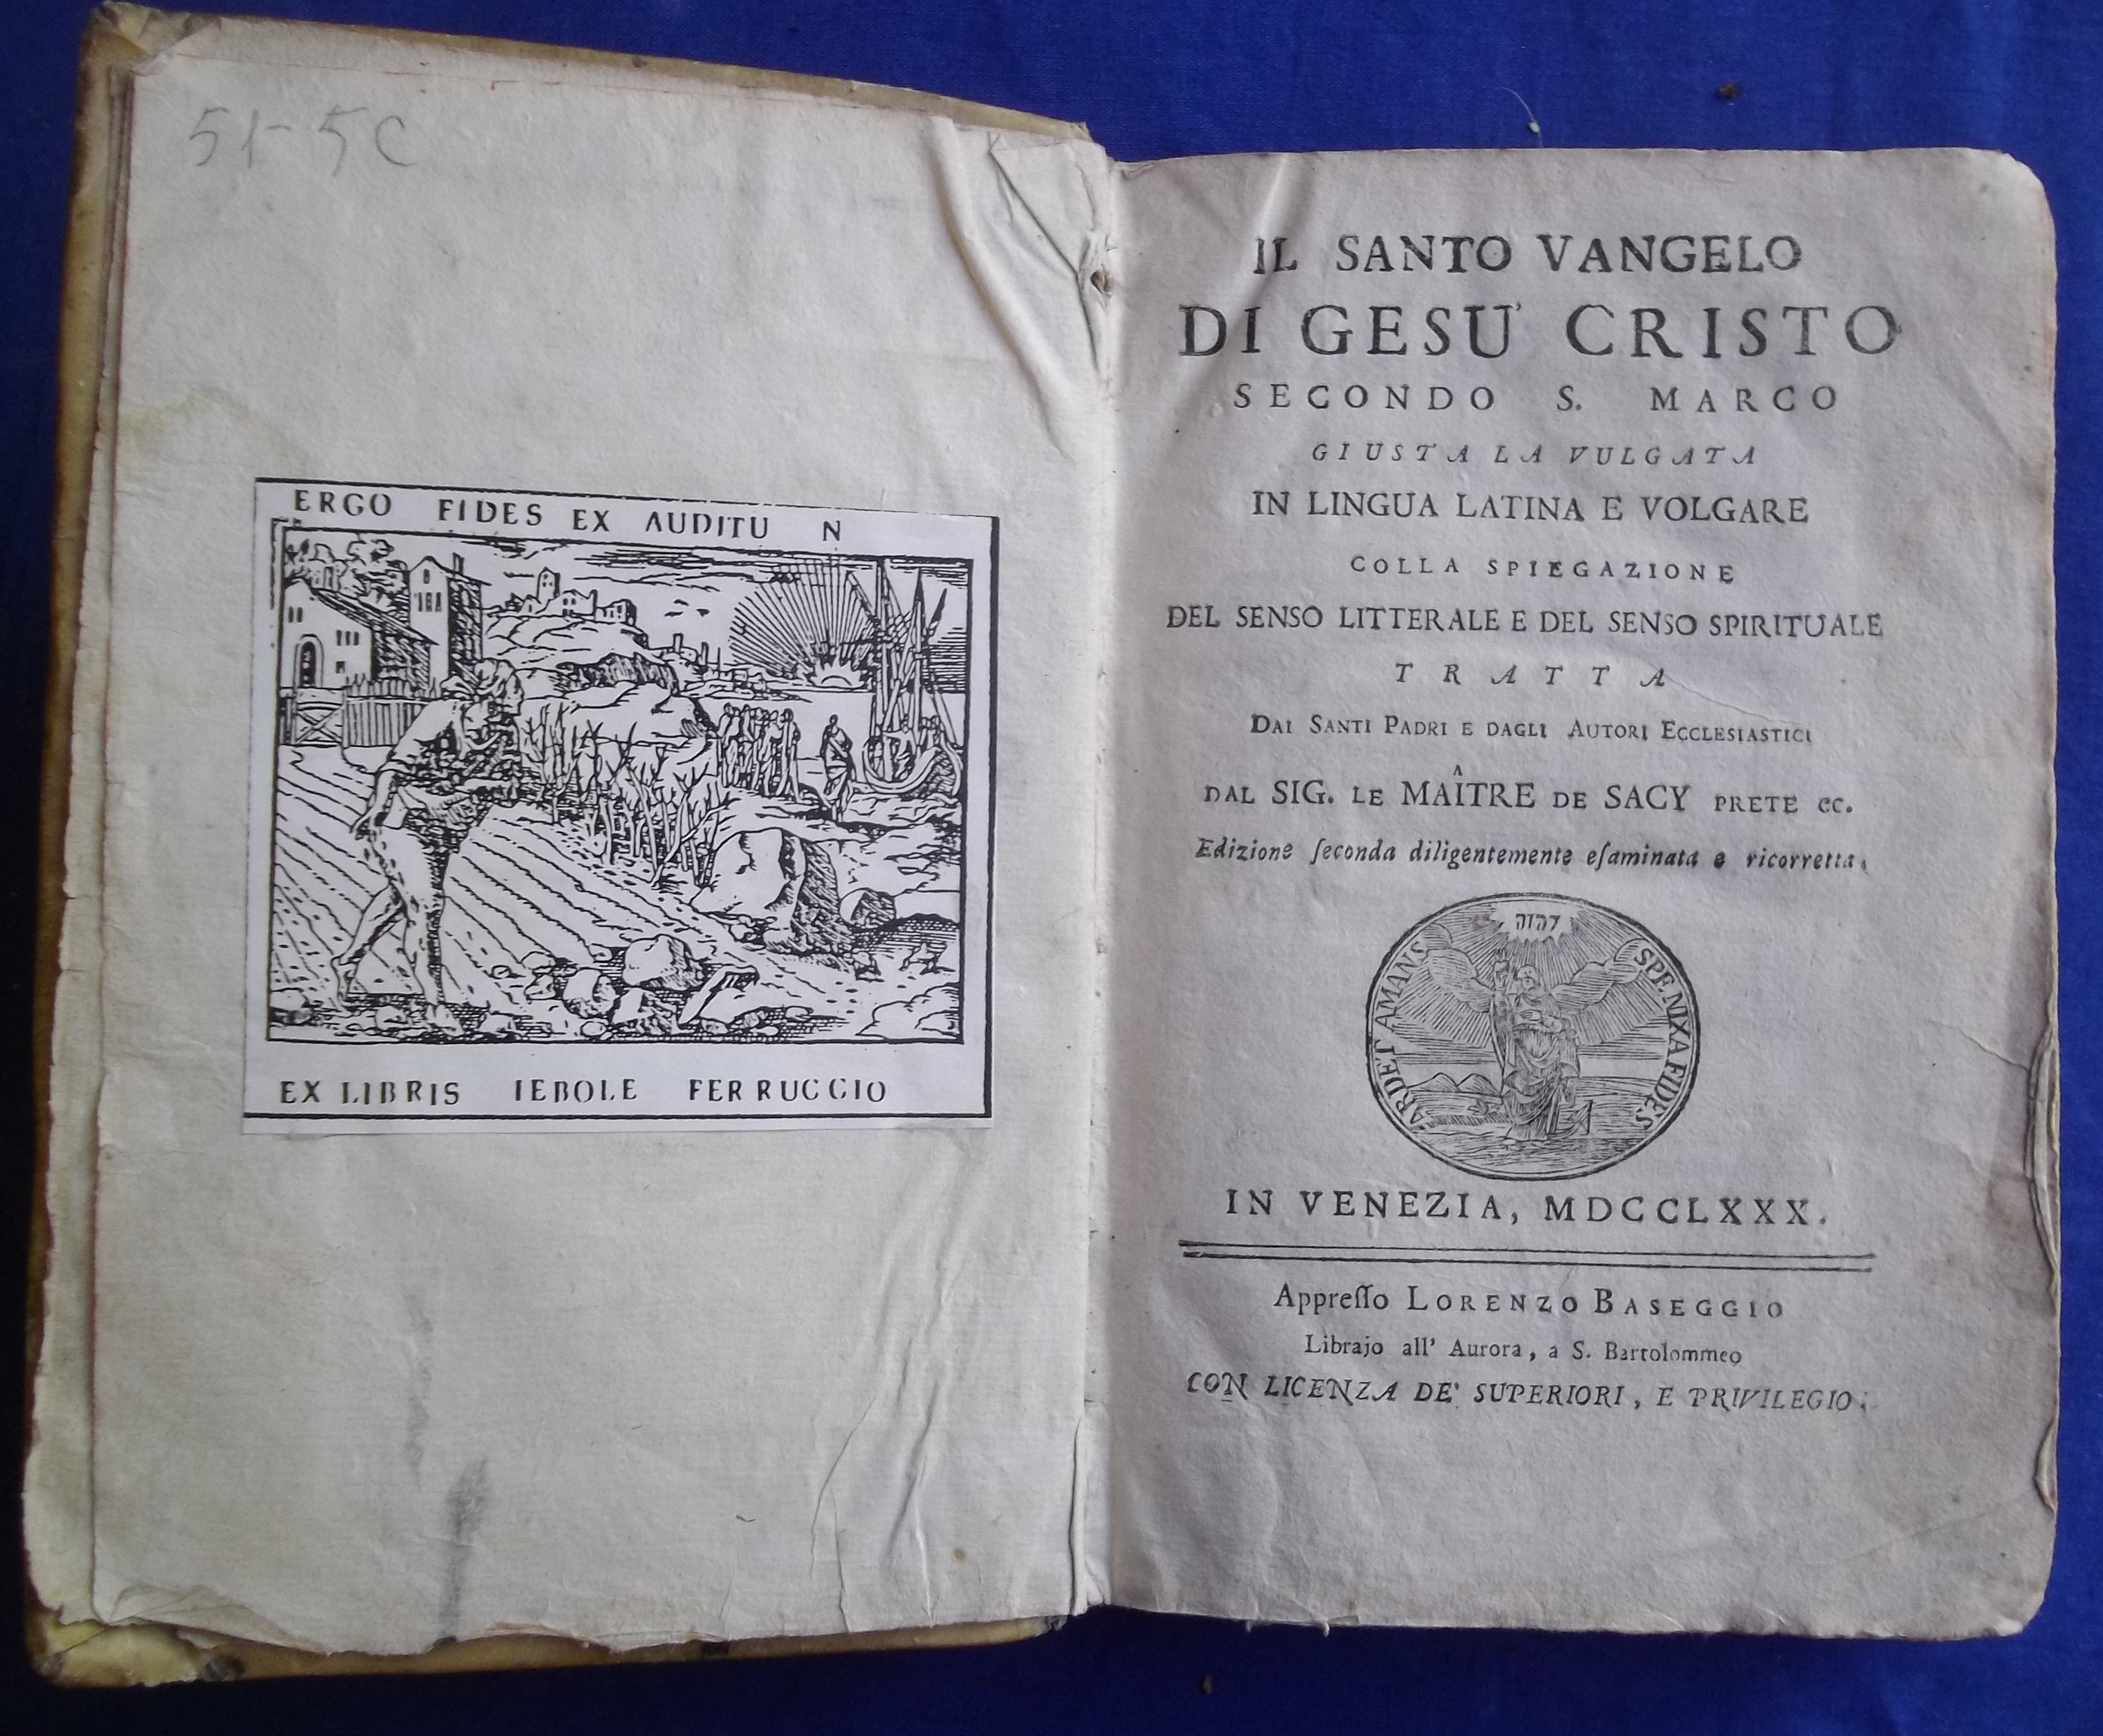 51-5C
ERGO FIDES EX AUDITU N
EX LIBRIS IEBOLE FERRUCCIO
IL SANTO VANGELO
DI GESU' CRISTO
SECONDO S. MARCO
GIUSTA LA VULGATA
IN LINGUA LATINA E VOLGARE
COLLA SPIEGAZIONE
DEL SENSO LITTERALE E DEL SENSO SPIRITUALE
TRATTA
DAI SANTI PADRI E DAGLI AUTORI ECCLESIASTICI
DAL SIG. LE MAÎTRE DE SACY PRETE ec.
Edizione ſeconda diligentemente eſaminata e ricorretta.
יהוה
ARDET AMANS SPE NIXA FIDES
IN VENEZIA, MDCCLXXX.
Appreſſo LORENZO BASEGGIO
Librajo all' Aurora, a S. Bartolommeo
CON LICENZA DE' SUPERIORI, E PRIVILEGIO.